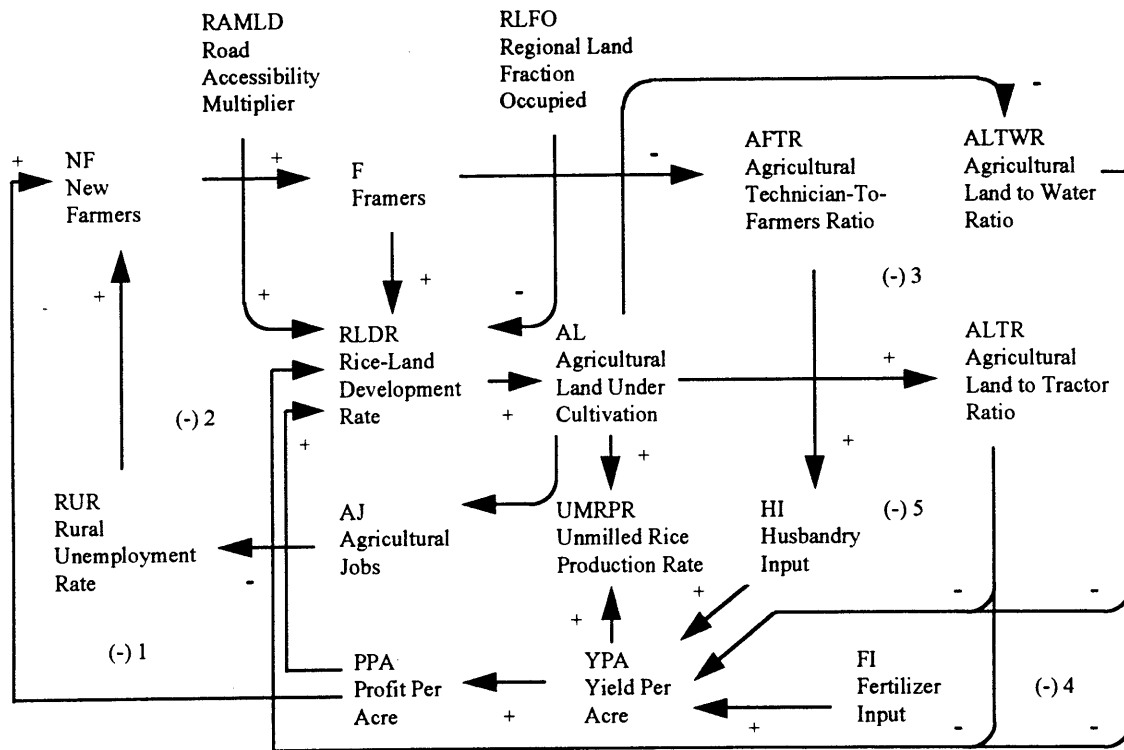 RAMLD
Road
Accessibility
Multiplier
RLFO
Regional Land
Fraction
Occupied
-
+
NF
New
Farmers
+
F
Framers
-
AFTR
Agricultural
Technician-To-
Farmers Ratio
ALTWR
Agricultural
Land to Water
Ratio
+
+
+
-
(-) 3
RLDR
Rice-Land
Development
Rate
AL
Agricultural
Land Under
Cultivation
+
ALTR
Agricultural
Land to Tractor
Ratio
(-) 2
+
+
+
+
RUR
Rural
Unemployment
Rate
AJ
Agricultural
Jobs
UMRPR
Unmilled Rice
Production Rate
HI
Husbandry
Input
(-) 5
-
+
-
-
+
(-) 1
PPA
Profit Per
Acre
YPA
Yield Per
Acre
FI
Fertilizer
Input
(-) 4
+
+
-
-